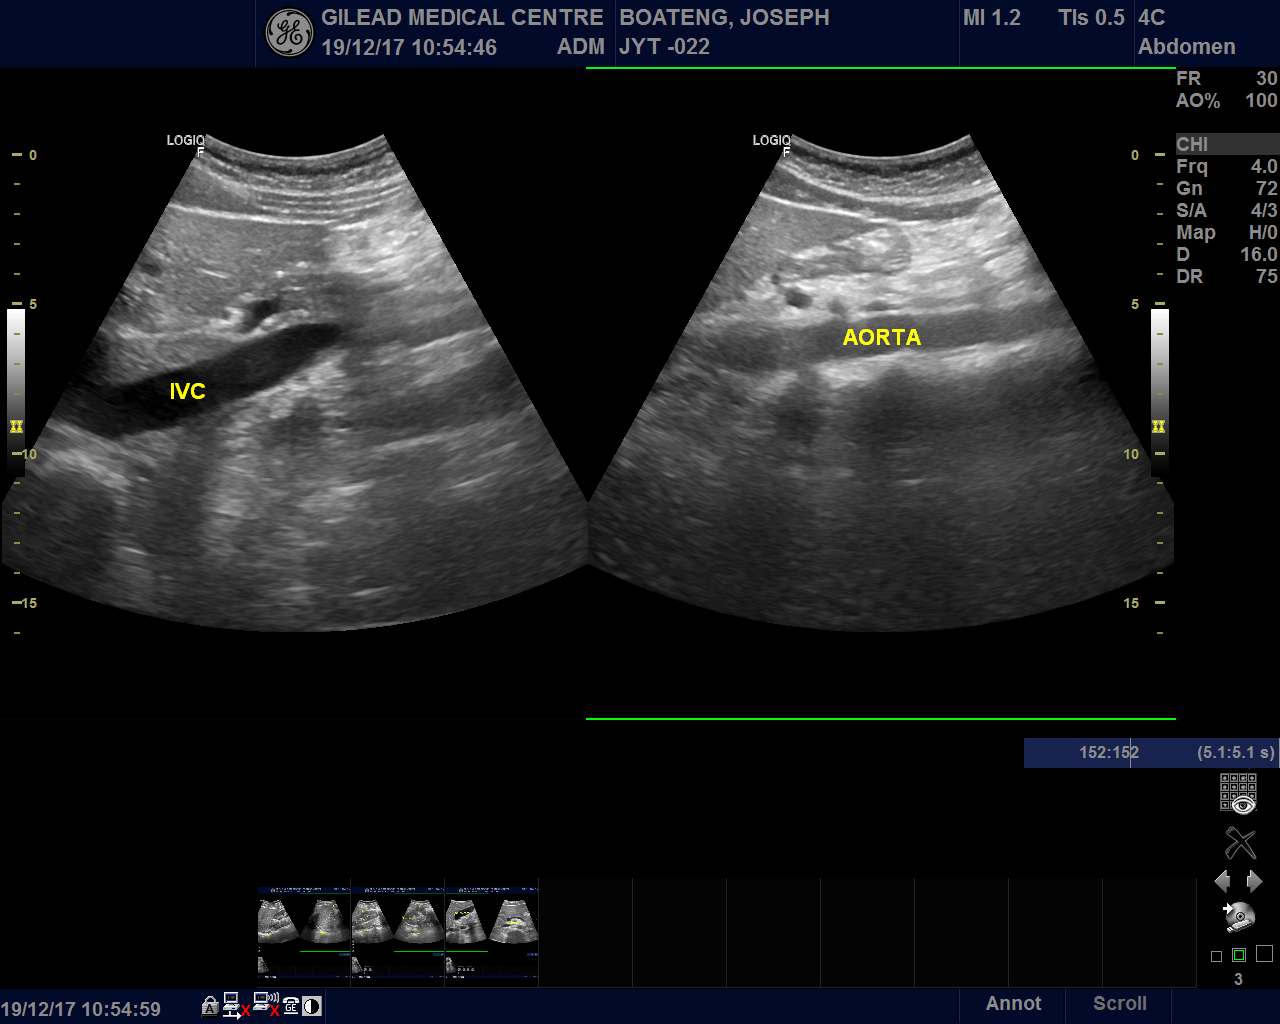 GILEAD MEDICAL CENTRE
19/12/17 10:54:46 ADM
BOATENG, JOSEPH
JYT -022
MI 1.2 TIs 0.5
4C
Abdomen
FR 30
AO% 100
CHI
Frq 4.0
Gn 72
S/A 4/3
Map H/0
D 16.0
DR 75
LOGIQ
F
0
5
10
15
IVC
LOGIQ
F
0
5
10
15
AORTA
152:152 (5.1:5.1 s)
3
19/12/17 10:54:59
A
GE
Annot
Scroll